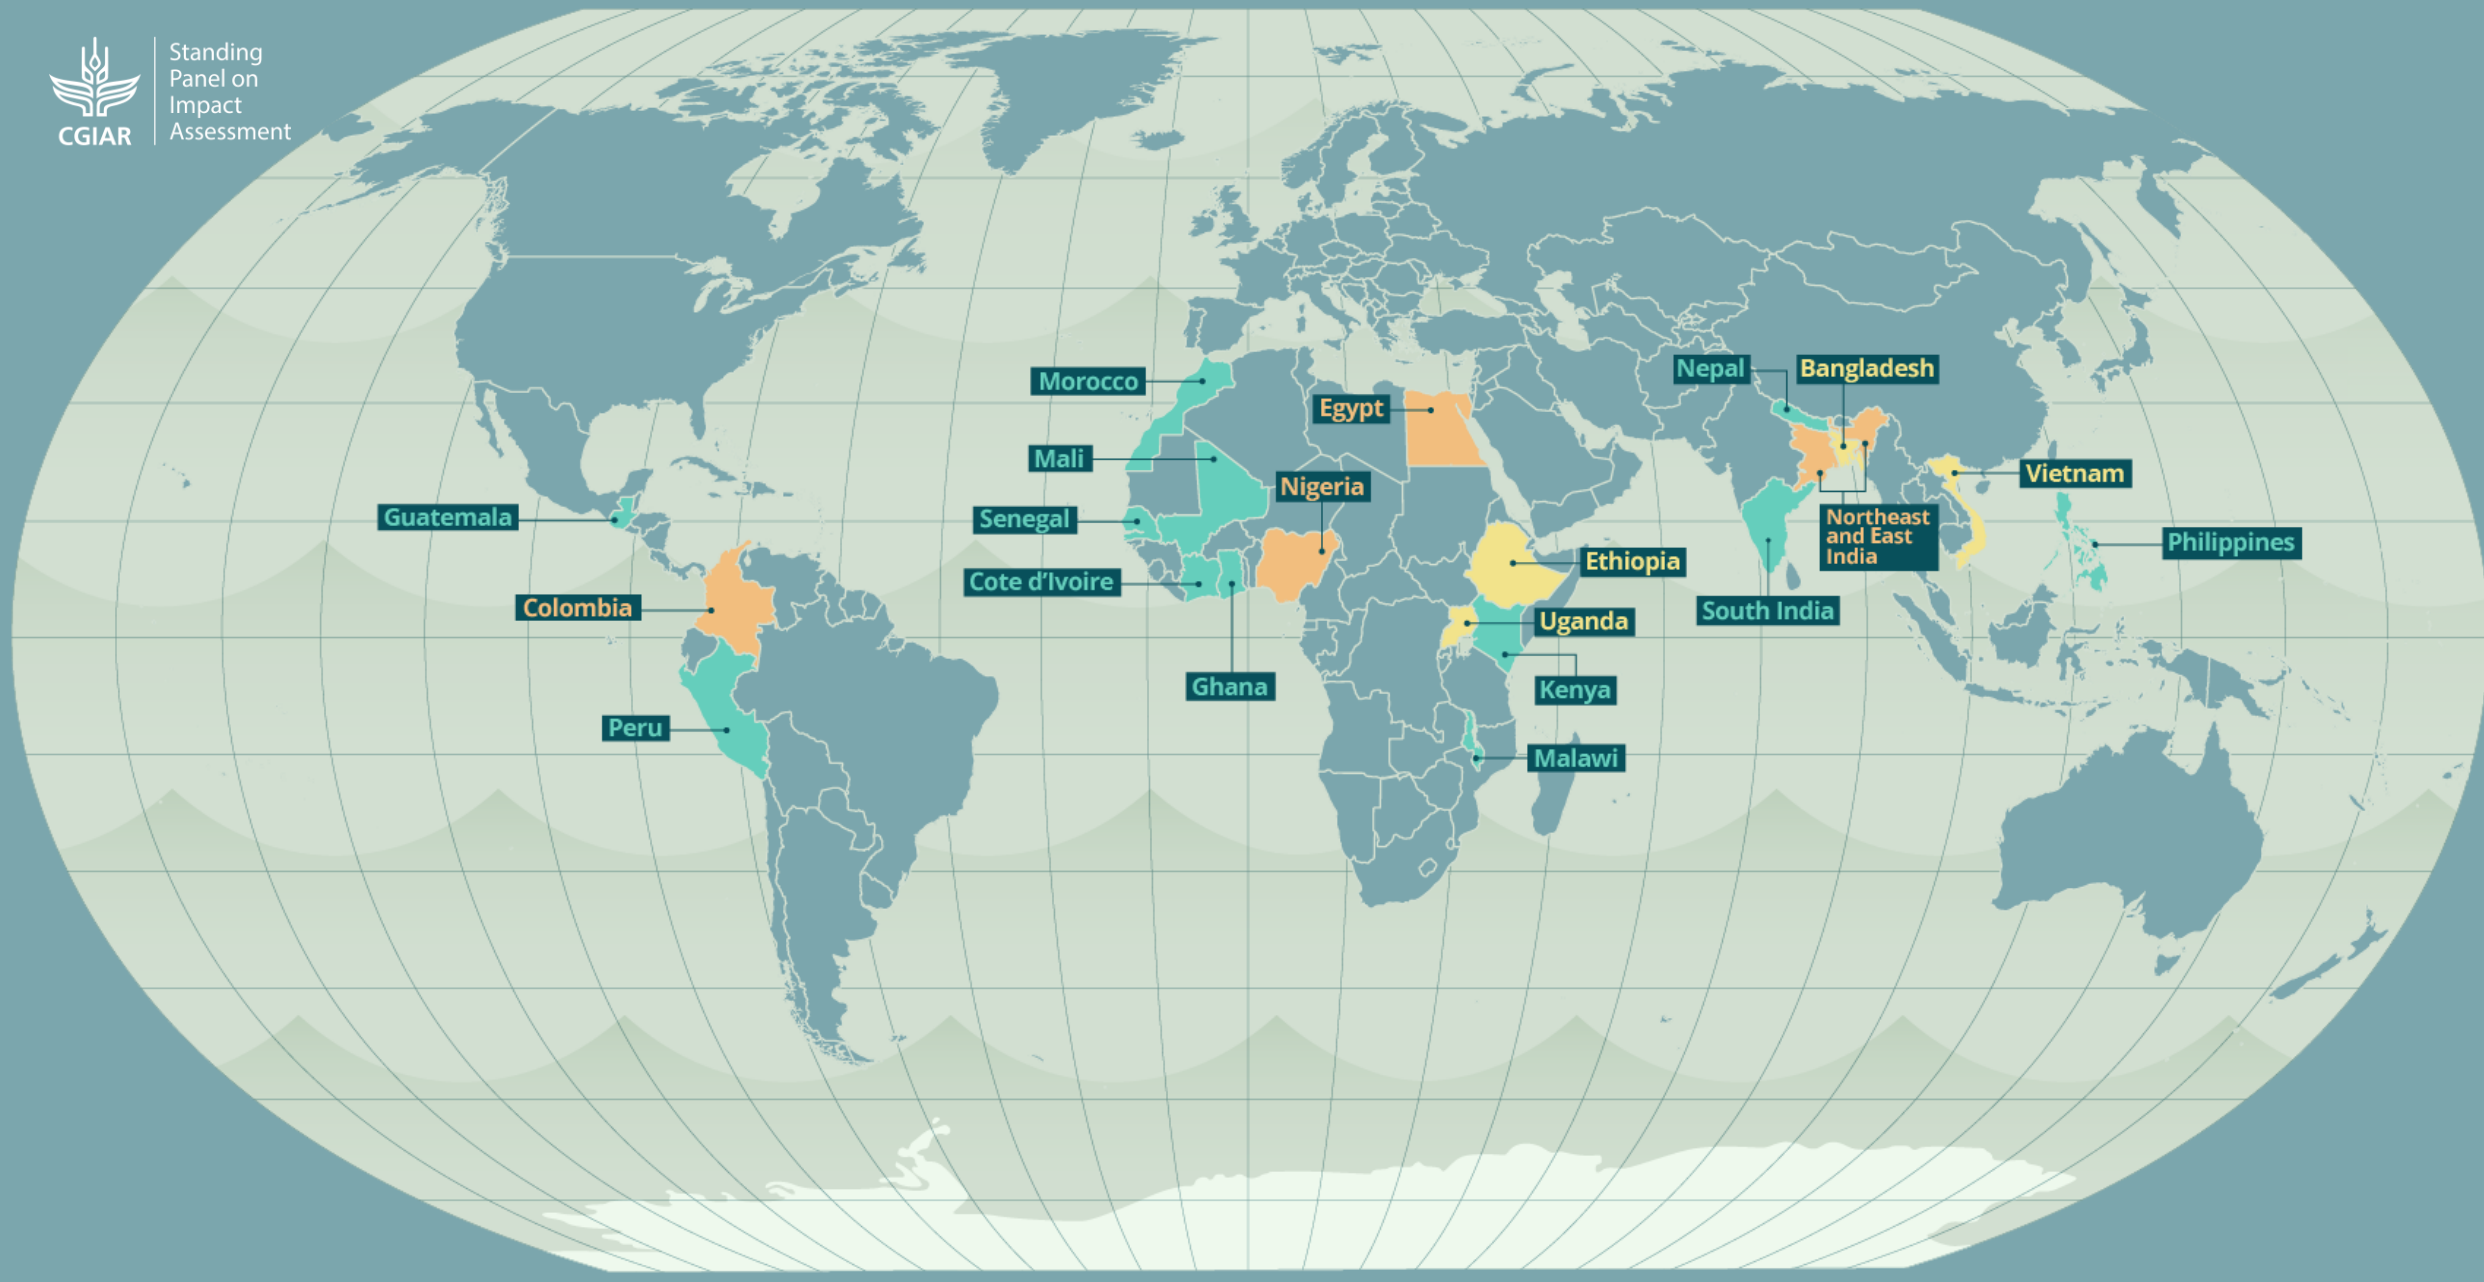 Standing
Panel on
Impact
Assessment
CGIAR
Morocco
Nepal
Bangladesh
Egypt
Mali
Nigeria
Vietnam
Guatemala
Senegal
Northeast
and East
India
Philippines
Ethiopia
Cote d’Ivoire
Colombia
South India
Uganda
Ghana
Kenya
Peru
Malawi